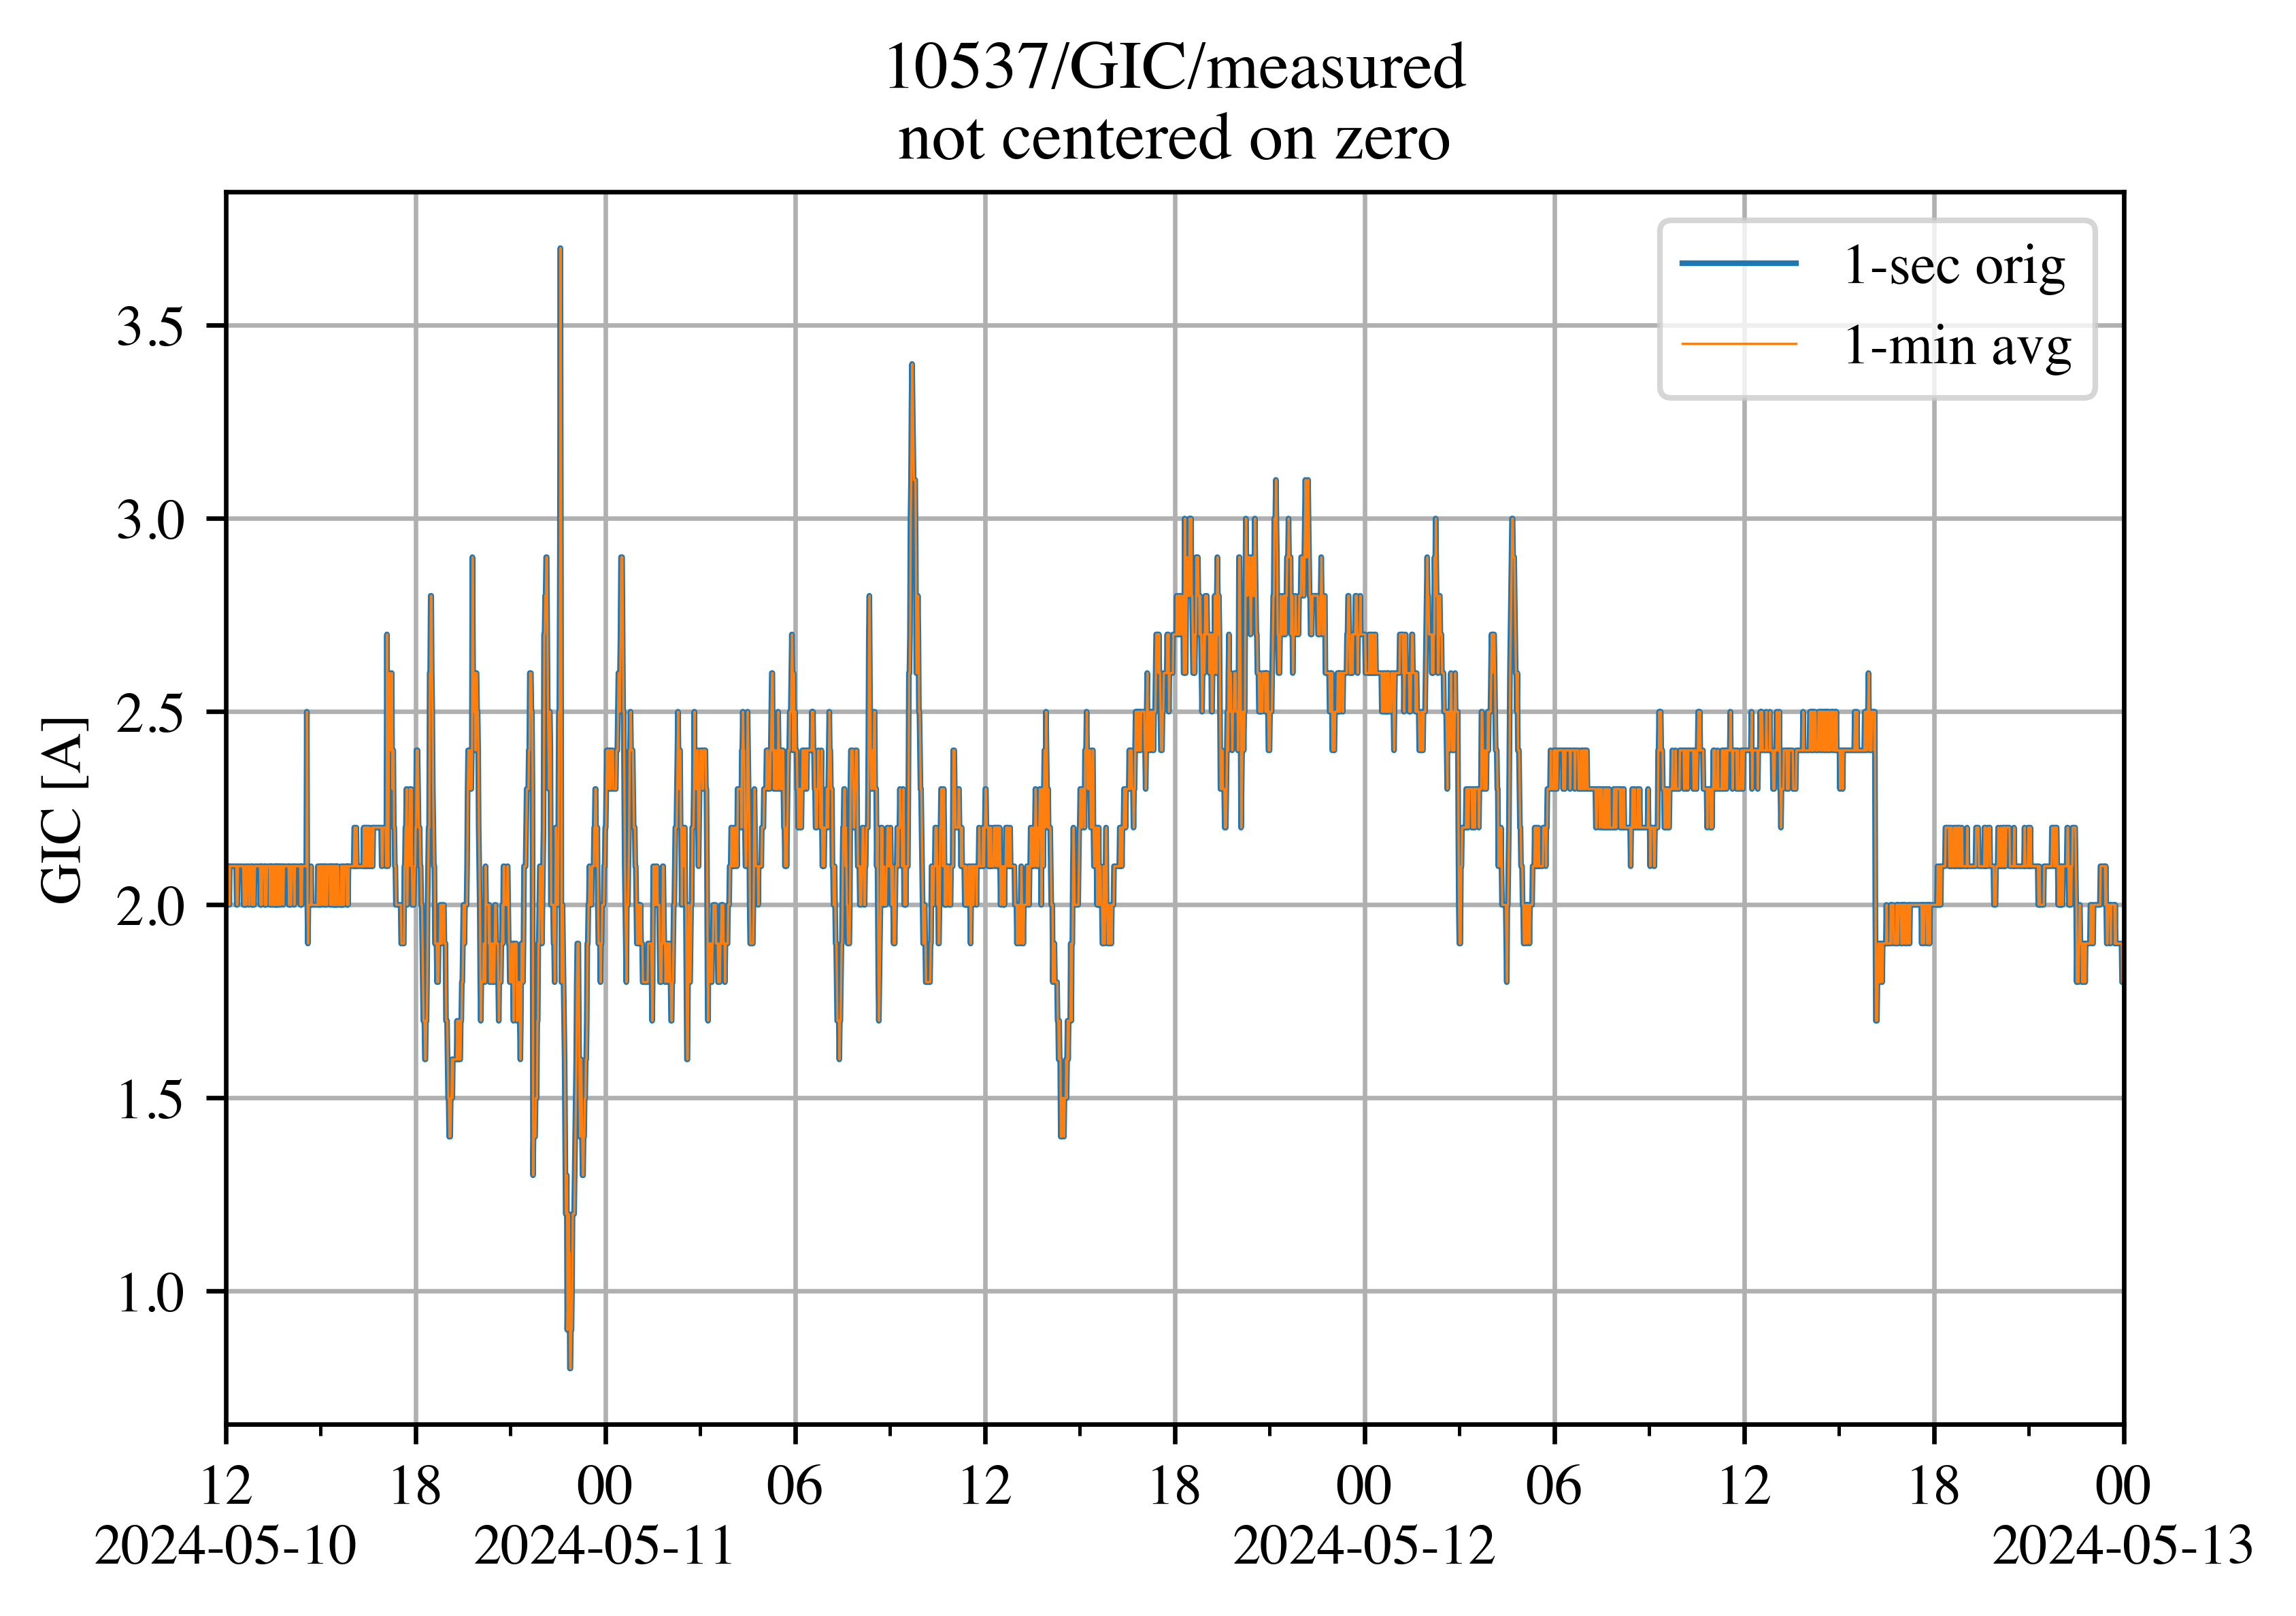 10537/GIC/measured
not centered on zero
1-sec orig
1-min avg
GIC [A]
3.5
3.0
2.5
2.0
1.5
1.0
12 18 00 06 12 18 00 06 12 18 00
2024-05-10 2024-05-11 2024-05-12 2024-05-13